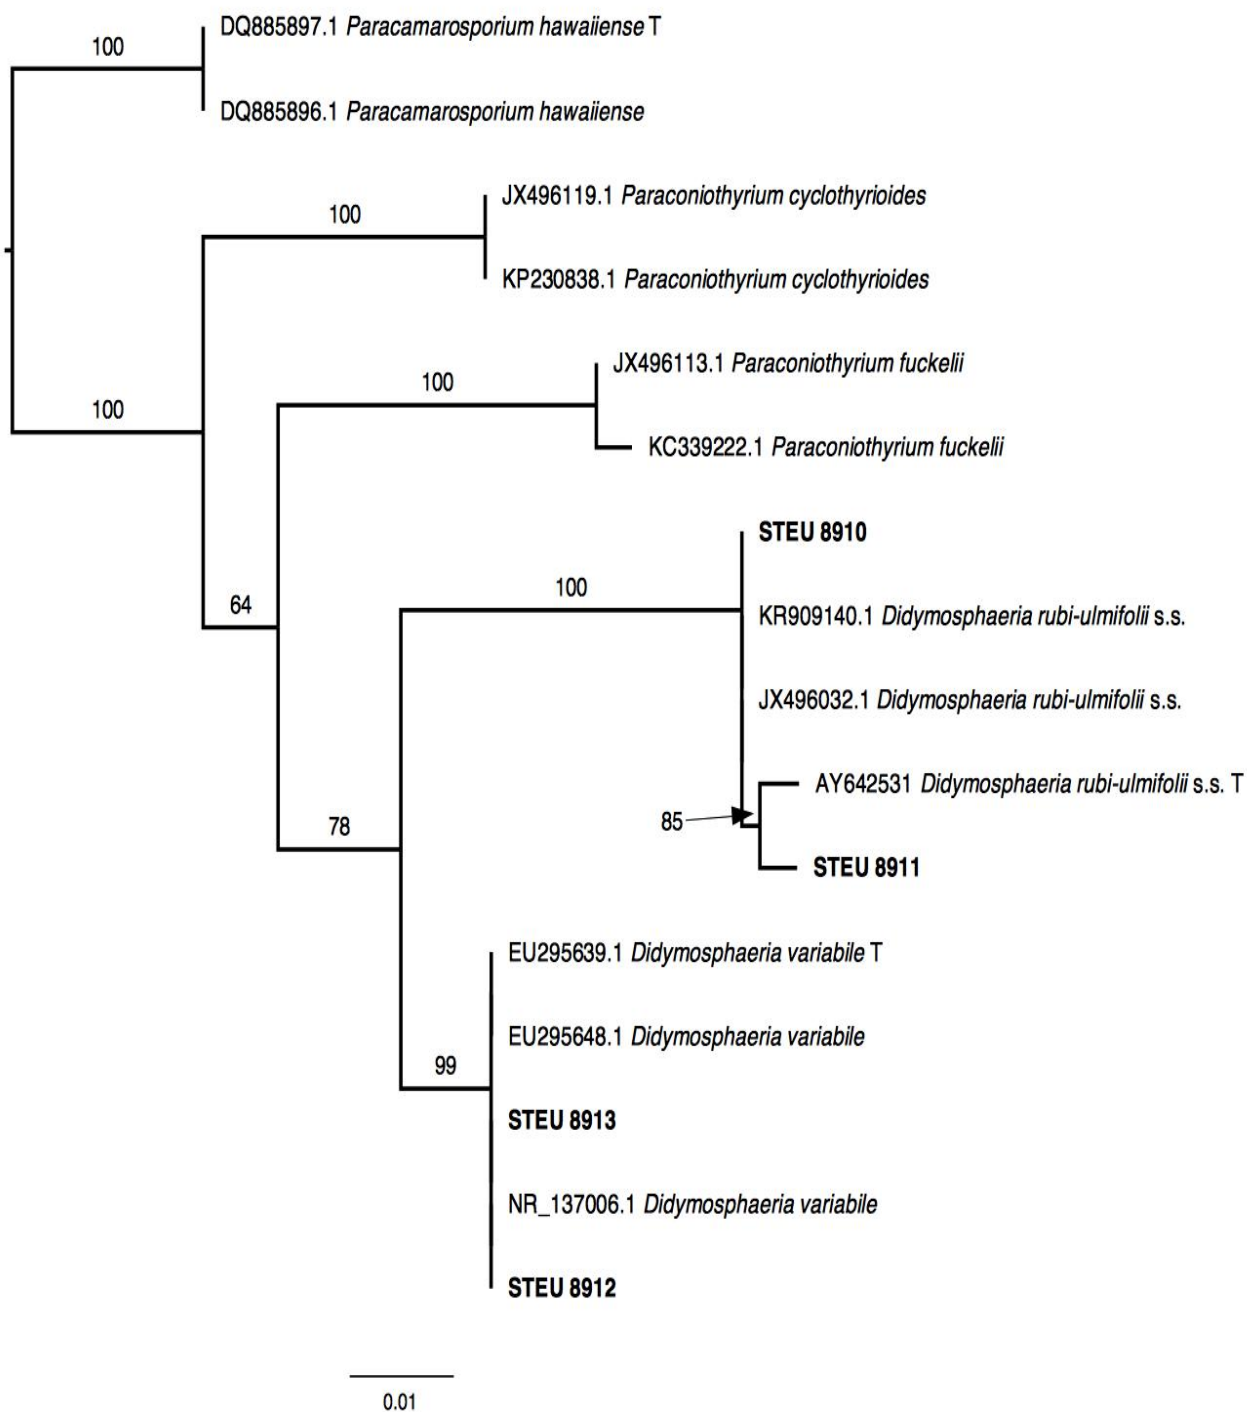 DQ885897.1 Paracamarosporium hawaiiense T
100
DQ885896.1 Paracamarosporium hawaiiense
JX496119.1 Paraconiothyrium cyclothyrioides
100
KP230838.1 Paraconiothyrium cyclothyrioides
JX496113.1 Paraconiothyrium fuckelii
100
100
KC339222.1 Paraconiothyrium fuckelii
STEU 8910
100
64
KR909140.1 Didymosphaeria rubi-ulmifolii s.s.
JX496032.1 Didymosphaeria rubi-ulmifolii s.s.
AY642531 Didymosphaeria rubi-ulmifolii s.s. T
85
78
STEU 8911
EU295639.1 Didymosphaeria variabile T
EU295648.1 Didymosphaeria variabile
99
STEU 8913
NR_137006.1 Didymosphaeria variabile
STEU 8912
0.01